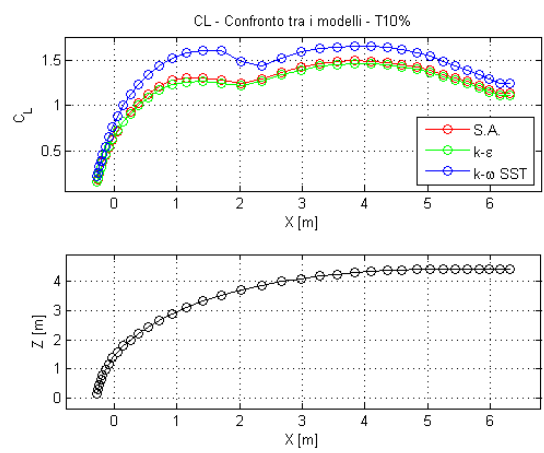 CL - Confronto tra i modelli - T10%
1.5
1
0.5
C_L
0 1 2 3 4 5 6
X [m]
S.A.
k-ε
k-ω SST
4
3
2
1
0
Z [m]
0 1 2 3 4 5 6
X [m]